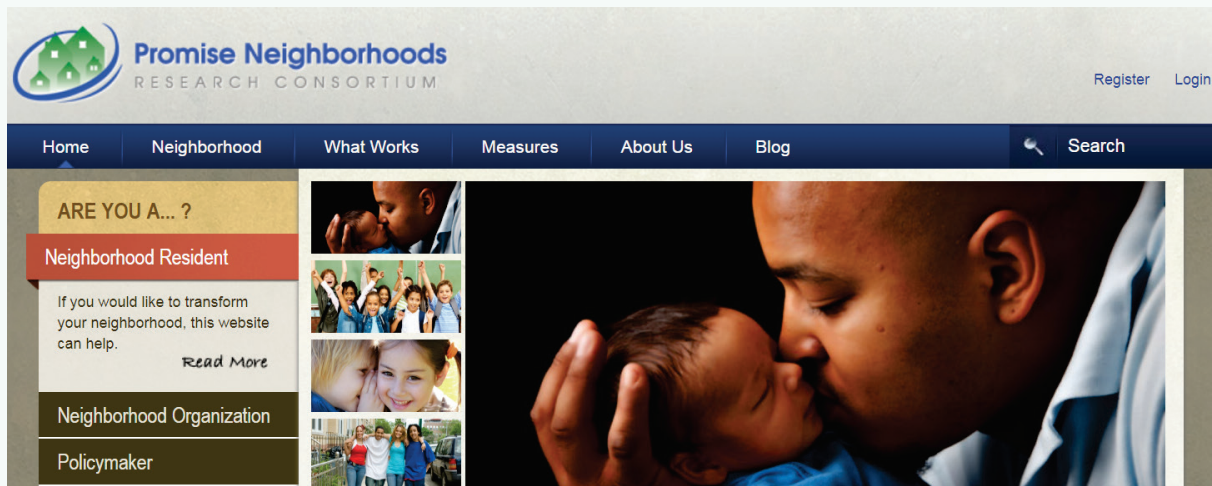 Promise Neighborhoods
RESEARCH CONSORTIUM
Register Login
Home Neighborhood What Works Measures About Us Blog Search
ARE YOU A... ?
Neighborhood Resident
If you would like to transform
your neighborhood, this website
can help.
Read More
Neighborhood Organization
Policymaker